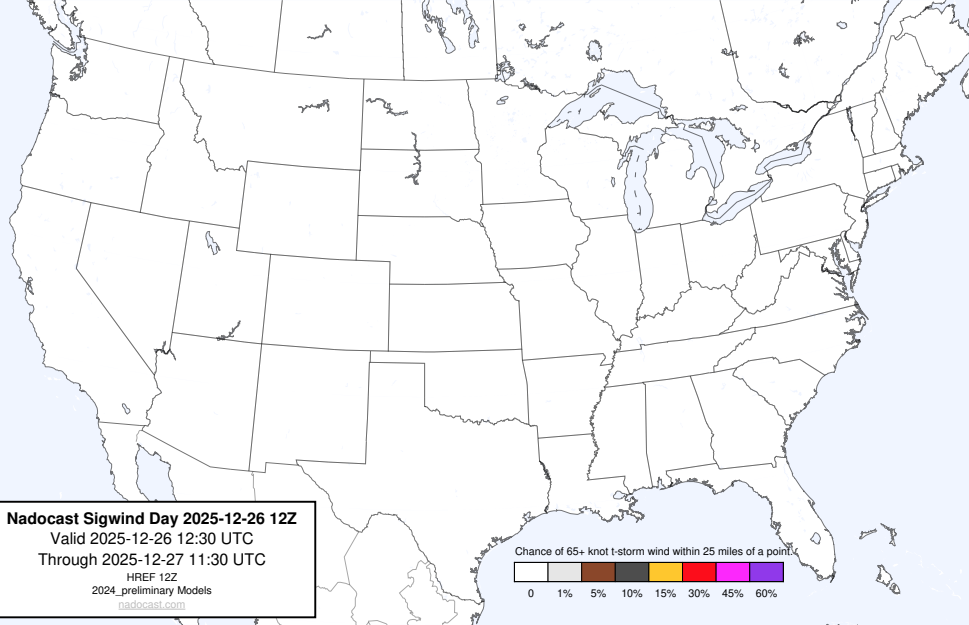 Nadocast Sigwind Day 2025-12-26 12Z
Valid 2025-12-26 12:30 UTC
Through 2025-12-27 11:30 UTC
HREF 12Z
2024_preliminary Models
nadocast.com
Chance of 65+ knot t-storm wind within 25 miles of a point.
0 1% 5% 10% 15% 30% 45% 60%